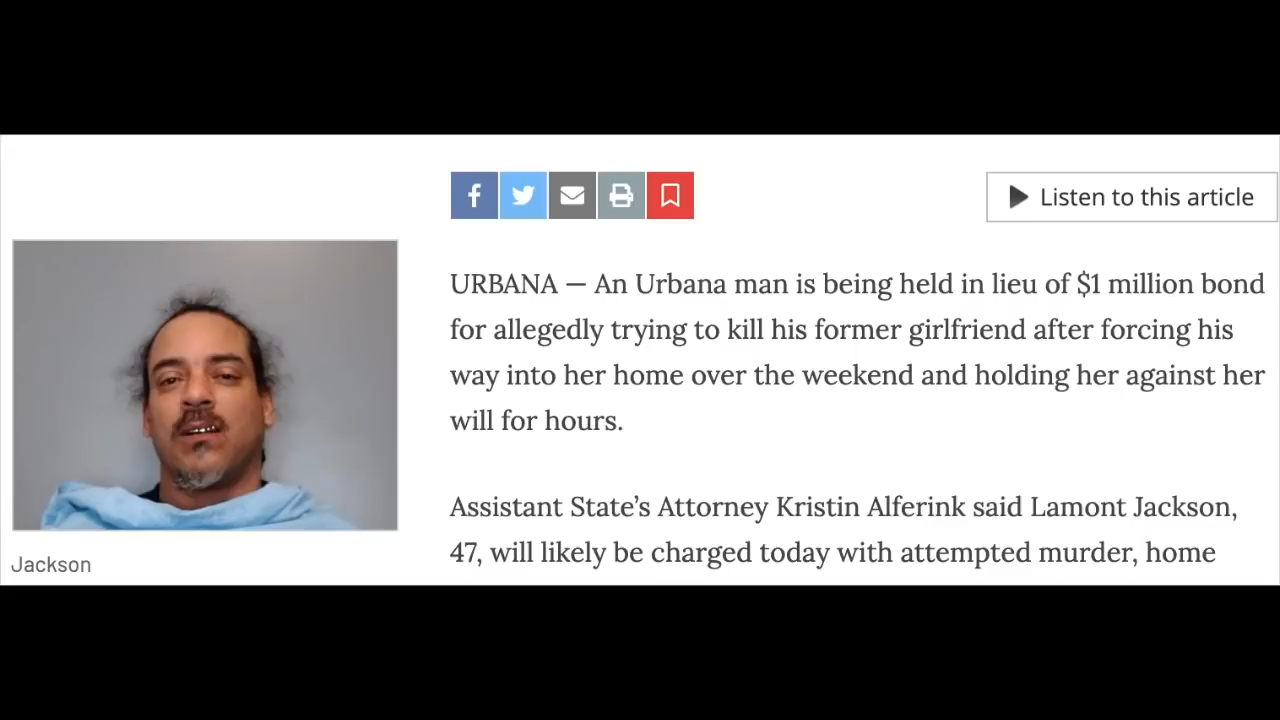 Listen to this article
URBANA — An Urbana man is being held in lieu of $1 million bond
for allegedly trying to kill his former girlfriend after forcing his
way into her home over the weekend and holding her against her
will for hours.
Assistant State’s Attorney Kristin Alferink said Lamont Jackson,
47, will likely be charged today with attempted murder, home
Jackson